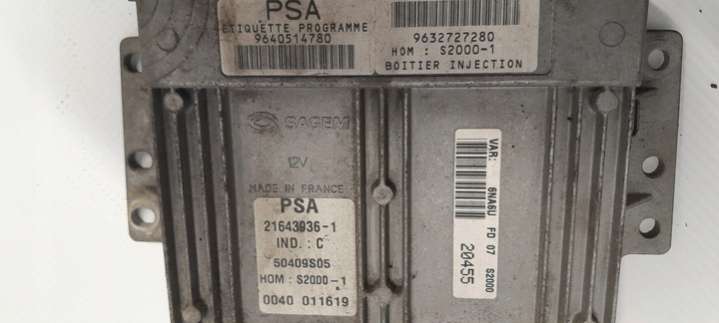 PSA
ETIQUETTE PROGRAMME
9640514780
9632727280
HOM : S2000-1
BOITIER INJECTION
SAGEM
12V
MADE IN FRANCE
PSA
21643936-1
IND. : C
50409S05
HOM : S2000-1
0040 011619
VAR: 6NA6U FD 07 S2000
20455